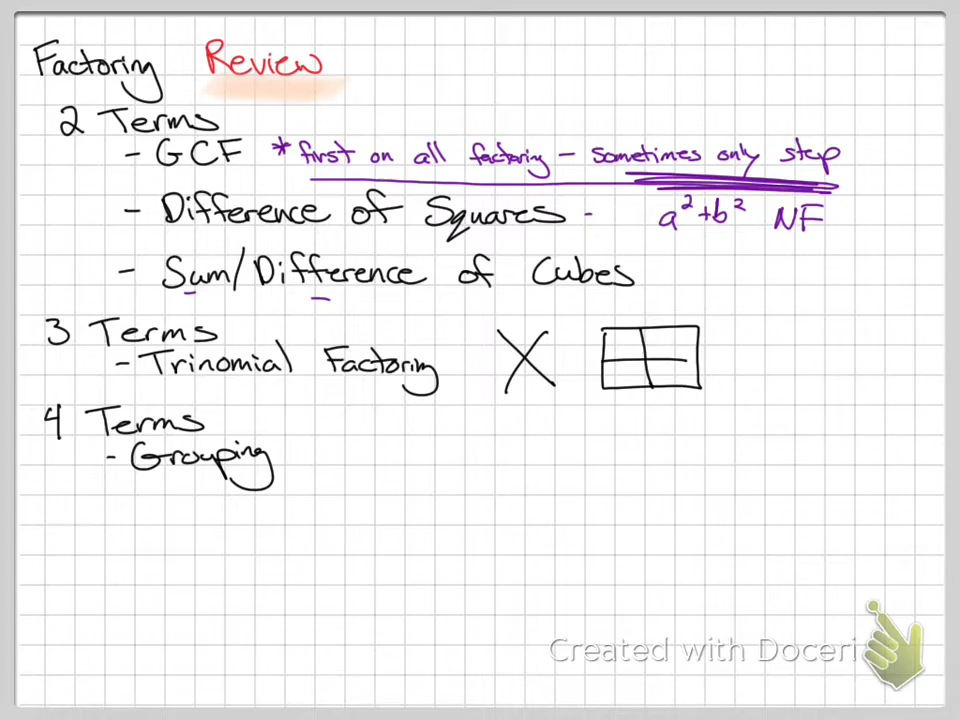 Factoring Review
2 Terms
- GCF * first on all factoring - sometimes only step
- Difference of Squares - a²+b² NF
- Sum/Difference of Cubes
3 Terms
- Trinomial Factoring
4 Terms
- Grouping
Created with Doceri